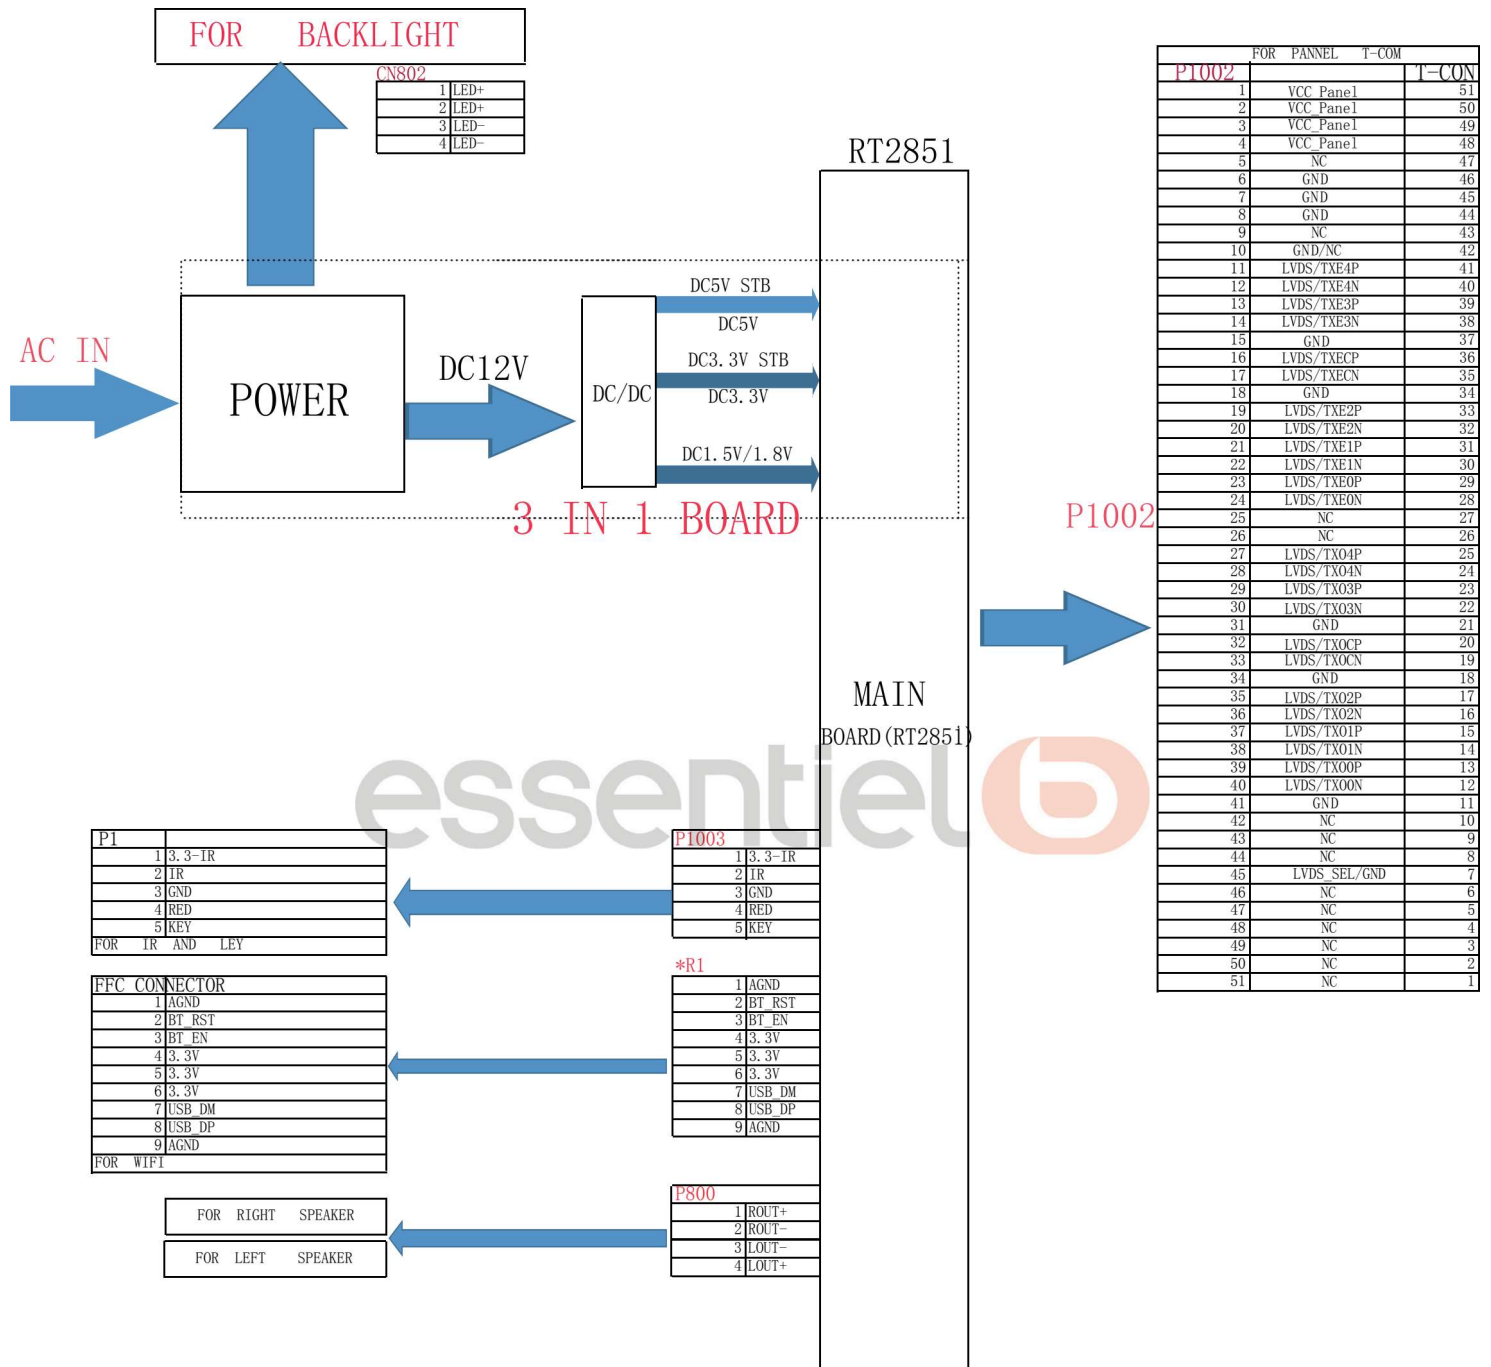 FOR BACKLIGHT
CN802
1 LED+
2 LED+
3 LED-
4 LED-
RT2851
AC IN
POWER
DC12V
DC/DC
DC5V STB
DC5V
DC3.3V STB
DC3.3V
DC1.5V/1.8V
3 IN 1 BOARD
MAIN
BOARD(RT2851)
essentiel b
P1002
FOR PANNEL T-COM
P1002 T-CON
1 VCC_Panel 51
2 VCC_Panel 50
3 VCC_Panel 49
4 VCC_Panel 48
5 NC 47
6 GND 46
7 GND 45
8 GND 44
9 NC 43
10 GND/NC 42
11 LVDS/TXE4P 41
12 LVDS/TXE4N 40
13 LVDS/TXE3P 39
14 LVDS/TXE3N 38
15 GND 37
16 LVDS/TXECP 36
17 LVDS/TXECN 35
18 GND 34
19 LVDS/TXE2P 33
20 LVDS/TXE2N 32
21 LVDS/TXE1P 31
22 LVDS/TXE1N 30
23 LVDS/TXE0P 29
24 LVDS/TXE0N 28
25 NC 27
26 NC 26
27 LVDS/TXO4P 25
28 LVDS/TXO4N 24
29 LVDS/TXO3P 23
30 LVDS/TXO3N 22
31 GND 21
32 LVDS/TXOCP 20
33 LVDS/TXOCN 19
34 GND 18
35 LVDS/TXO2P 17
36 LVDS/TXO2N 16
37 LVDS/TXO1P 15
38 LVDS/TXO1N 14
39 LVDS/TXO0P 13
40 LVDS/TXO0N 12
41 GND 11
42 NC 10
43 NC 9
44 NC 8
45 LVDS_SEL/GND 7
46 NC 6
47 NC 5
48 NC 4
49 NC 3
50 NC 2
51 NC 1
P1
1 3.3-IR
2 IR
3 GND
4 RED
5 KEY
FOR IR AND LEY
P1003
1 3.3-IR
2 IR
3 GND
4 RED
5 KEY
FFC CONNECTOR
1 AGND
2 BT_RST
3 BT_EN
4 3.3V
5 3.3V
6 3.3V
7 USB_DM
8 USB_DP
9 AGND
FOR WIFI
*R1
1 AGND
2 BT_RST
3 BT_EN
4 3.3V
5 3.3V
6 3.3V
7 USB_DM
8 USB_DP
9 AGND
FOR RIGHT SPEAKER
FOR LEFT SPEAKER
P800
1 ROUT+
2 ROUT-
3 LOUT-
4 LOUT+